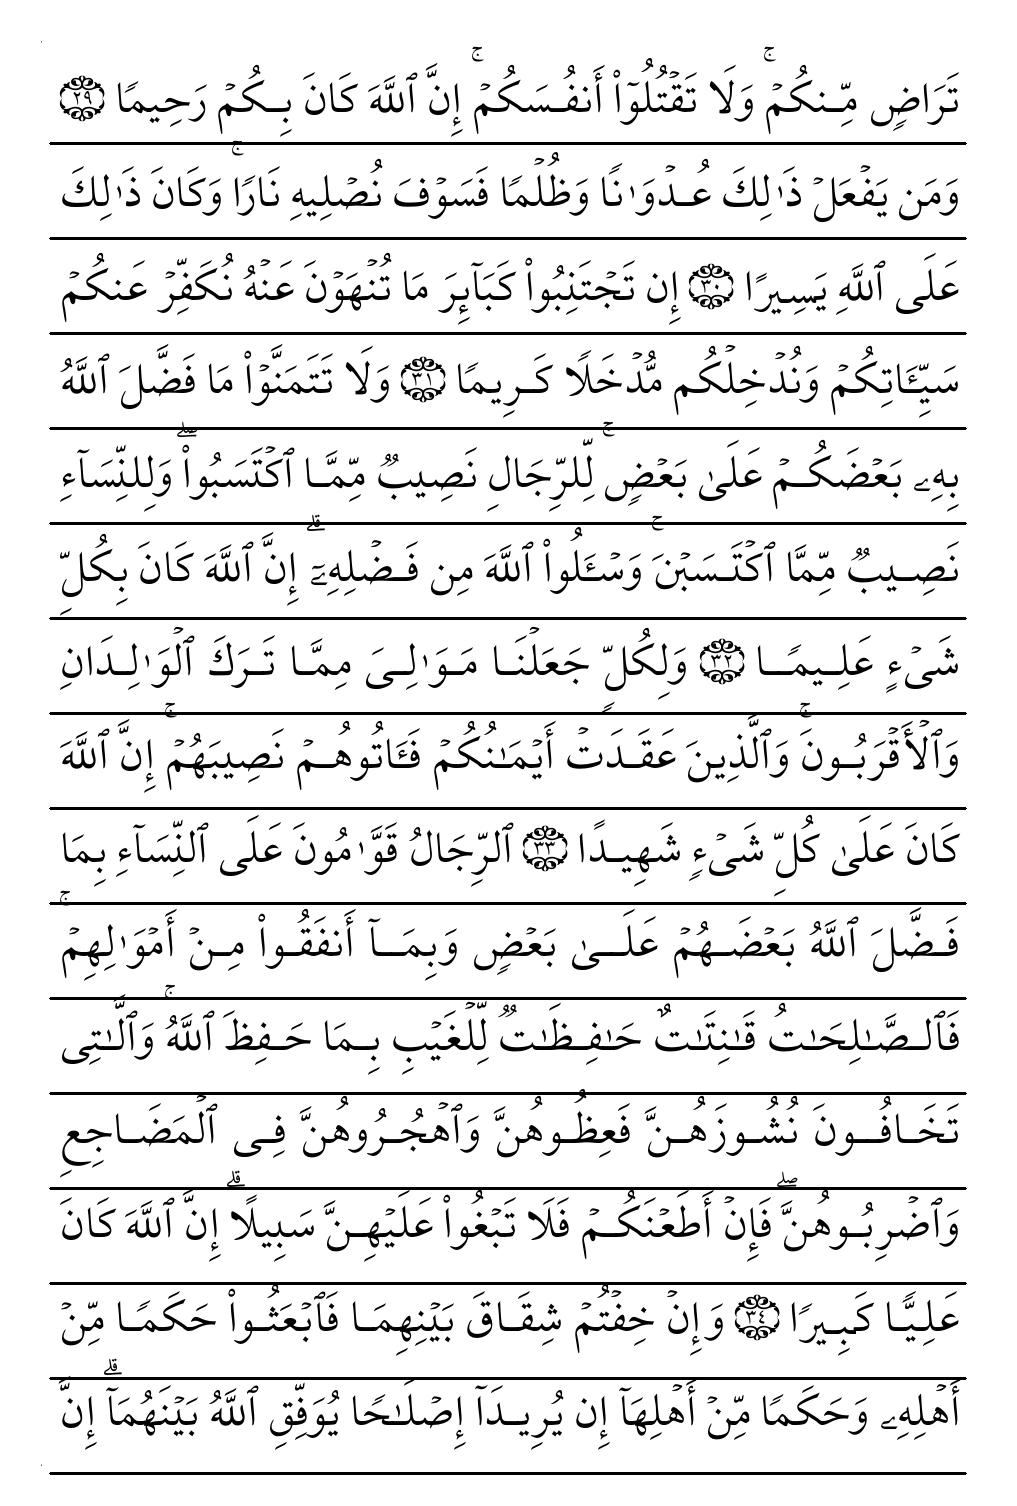 تَرَاضٍ مِّنكُمْۚ وَلَا تَقْتُلُوٓا۟ أَنفُسَكُمْۚ إِنَّ ٱللَّهَ كَانَ بِكُمْ رَحِيمًا ٢٩
وَمَن يَفْعَلْ ذَٰلِكَ عُدْوَٰنًا وَظُلْمًا فَسَوْفَ نُصْلِيهِ نَارًاۚ وَكَانَ ذَٰلِكَ
عَلَى ٱللَّهِ يَسِيرًا ٣٠ إِن تَجْتَنِبُوا۟ كَبَآئِرَ مَا تُنْهَوْنَ عَنْهُ نُكَفِّرْ عَنكُمْ
سَيِّـَٔاتِكُمْ وَنُدْخِلْكُم مُّدْخَلًا كَرِيمًا ٣١ وَلَا تَتَمَنَّوْا۟ مَا فَضَّلَ ٱللَّهُ
بِهِۦ بَعْضَكُمْ عَلَىٰ بَعْضٍۚ لِّلرِّجَالِ نَصِيبٌ مِّمَّا ٱكْتَسَبُوا۟ۖ وَلِلنِّسَآءِ
نَصِيبٌ مِّمَّا ٱكْتَسَبْنَۚ وَسْـَٔلُوا۟ ٱللَّهَ مِن فَضْلِهِۦٓۗ إِنَّ ٱللَّهَ كَانَ بِكُلِّ
شَىْءٍ عَلِيمًا ٣٢ وَلِكُلٍّ جَعَلْنَا مَوَٰلِىَ مِمَّا تَرَكَ ٱلْوَٰلِدَانِ
وَٱلْأَقْرَبُونَۚ وَٱلَّذِينَ عَقَدَتْ أَيْمَـٰنُكُمْ فَـَٔاتُوهُمْ نَصِيبَهُمْۚ إِنَّ ٱللَّهَ
كَانَ عَلَىٰ كُلِّ شَىْءٍ شَهِيدًا ٣٣ ٱلرِّجَالُ قَوَّٰمُونَ عَلَى ٱلنِّسَآءِ بِمَا
فَضَّلَ ٱللَّهُ بَعْضَهُمْ عَلَىٰ بَعْضٍ وَبِمَآ أَنفَقُوا۟ مِنْ أَمْوَٰلِهِمْۚ
فَٱلصَّـٰلِحَـٰتُ قَـٰنِتَـٰتٌ حَـٰفِظَـٰتٌ لِّلْغَيْبِ بِمَا حَفِظَ ٱللَّهُۚ وَٱلَّـٰتِى
تَخَافُونَ نُشُوزَهُنَّ فَعِظُوهُنَّ وَٱهْجُرُوهُنَّ فِى ٱلْمَضَاجِعِ
وَٱضْرِبُوهُنَّۖ فَإِنْ أَطَعْنَكُمْ فَلَا تَبْغُوا۟ عَلَيْهِنَّ سَبِيلًاۗ إِنَّ ٱللَّهَ كَانَ
عَلِيًّا كَبِيرًا ٣٤ وَإِنْ خِفْتُمْ شِقَاقَ بَيْنِهِمَا فَٱبْعَثُوا۟ حَكَمًا مِّنْ
أَهْلِهِۦ وَحَكَمًا مِّنْ أَهْلِهَآ إِن يُرِيدَآ إِصْلَـٰحًا يُوَفِّقِ ٱللَّهُ بَيْنَهُمَآۗ إِنَّ